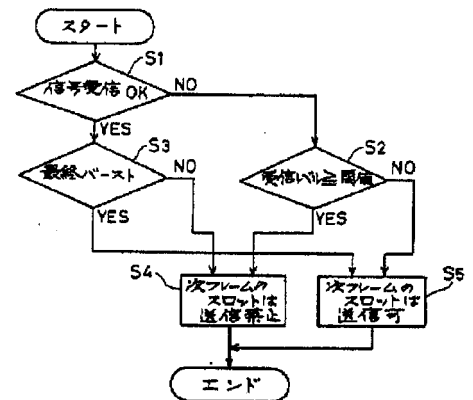 スタート
S1
信号受信OK
NO
YES
S3
最終バースト
NO
YES
S2
受信レベル≧閾値
NO
YES
S4
次フレームの
スロットは
送信禁止
S5
次フレームの
スロットは
送信可
エンド